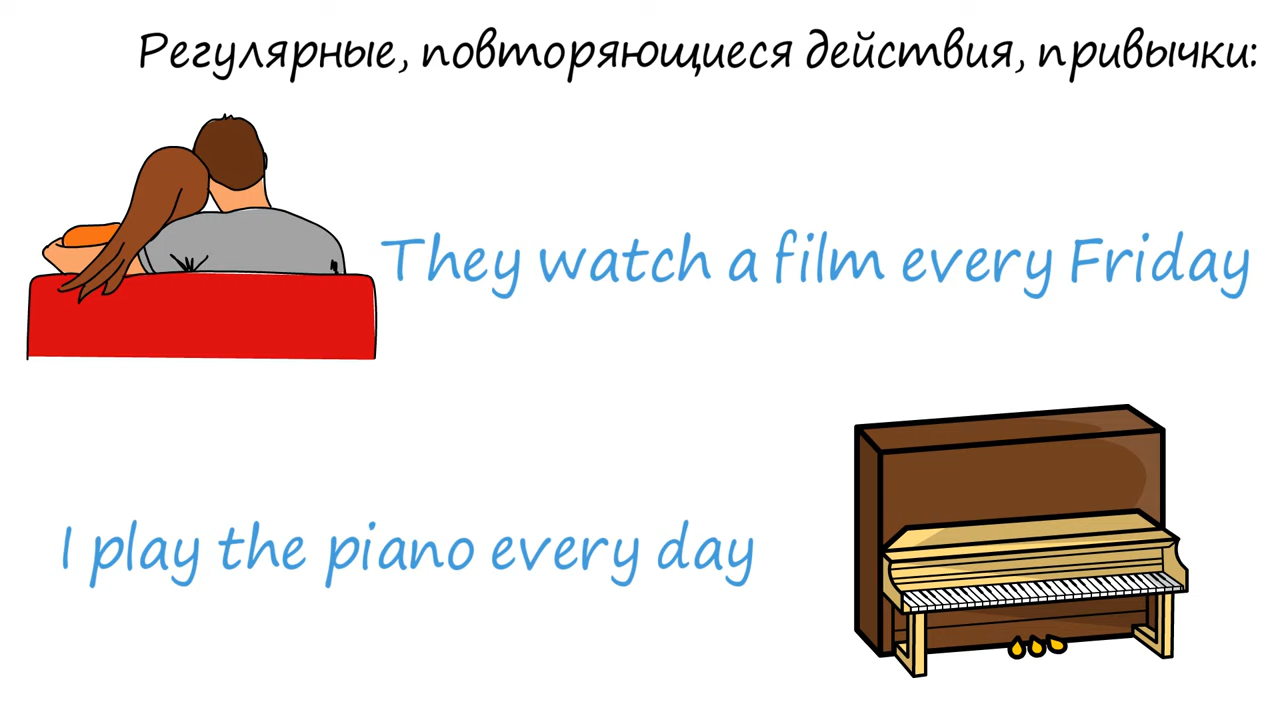 Регулярные, повторяющиеся действия, привычки:
They watch a film every Friday
I play the piano every day